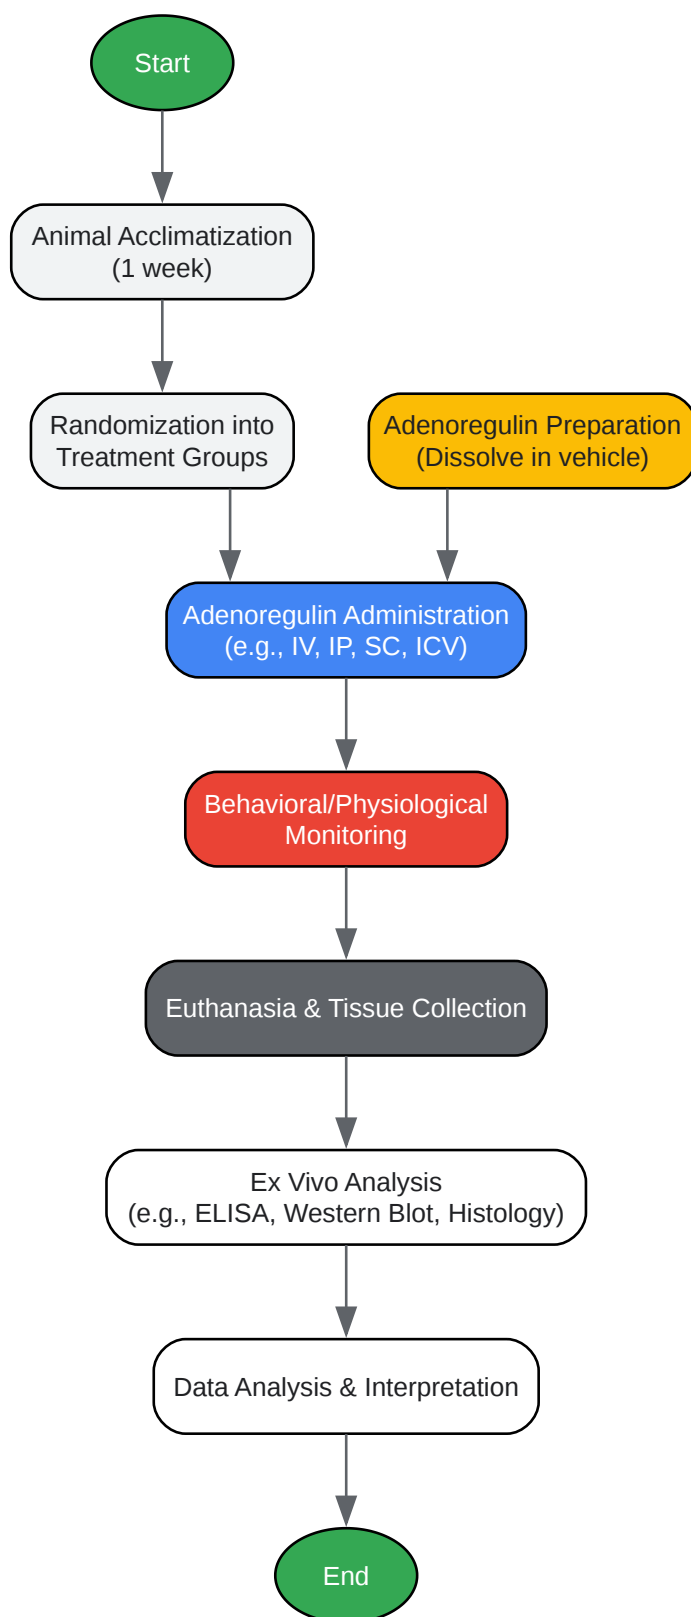 Start
Animal Acclimatization
(1 week)
Randomization into
Treatment Groups
Adenoregulin Preparation
(Dissolve in vehicle)
Adenoregulin Administration
(e.g., IV, IP, SC, ICV)
Behavioral/Physiological
Monitoring
Euthanasia & Tissue Collection
Ex Vivo Analysis
(e.g., ELISA, Western Blot, Histology)
Data Analysis & Interpretation
End